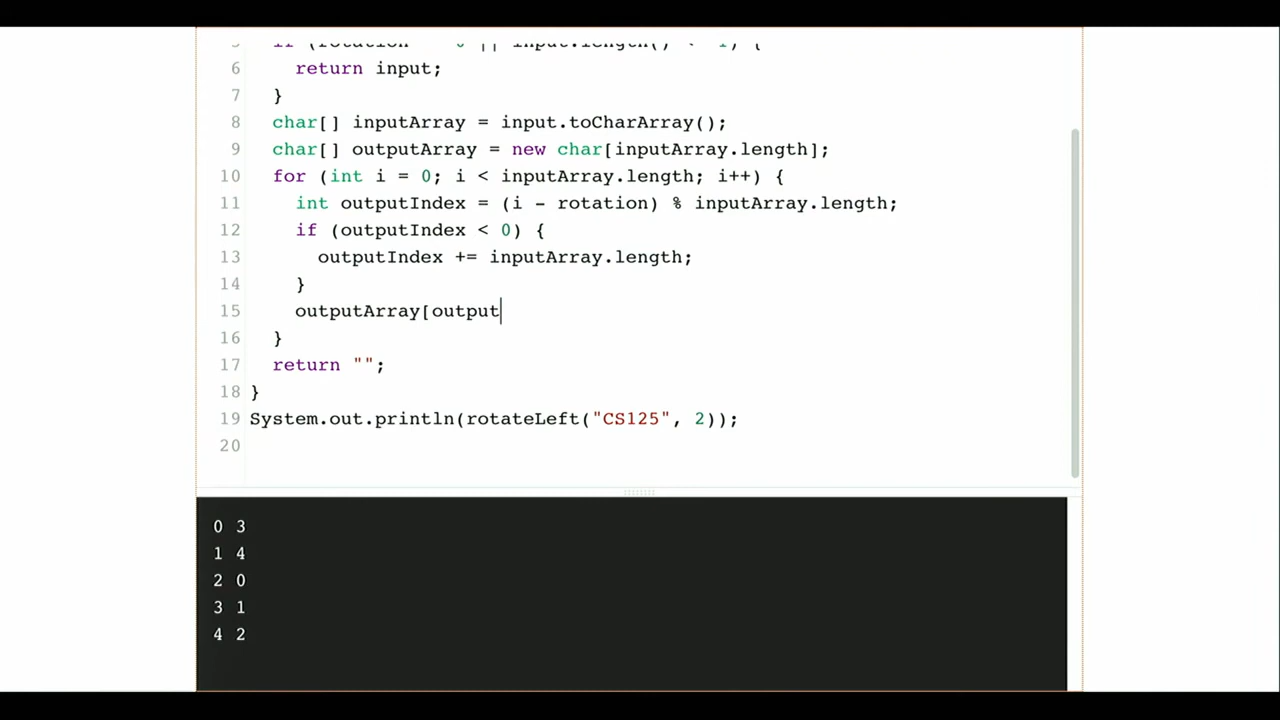 6 return input;
7 }
8 char[] inputArray = input.toCharArray();
9 char[] outputArray = new char[inputArray.length];
10 for (int i = 0; i < inputArray.length; i++) {
11 int outputIndex = (i - rotation) % inputArray.length;
12 if (outputIndex < 0) {
13 outputIndex += inputArray.length;
14 }
15 outputArray[output
16 }
17 return "";
18 }
19 System.out.println(rotateLeft("CS125", 2));
20
0 3
1 4
2 0
3 1
4 2